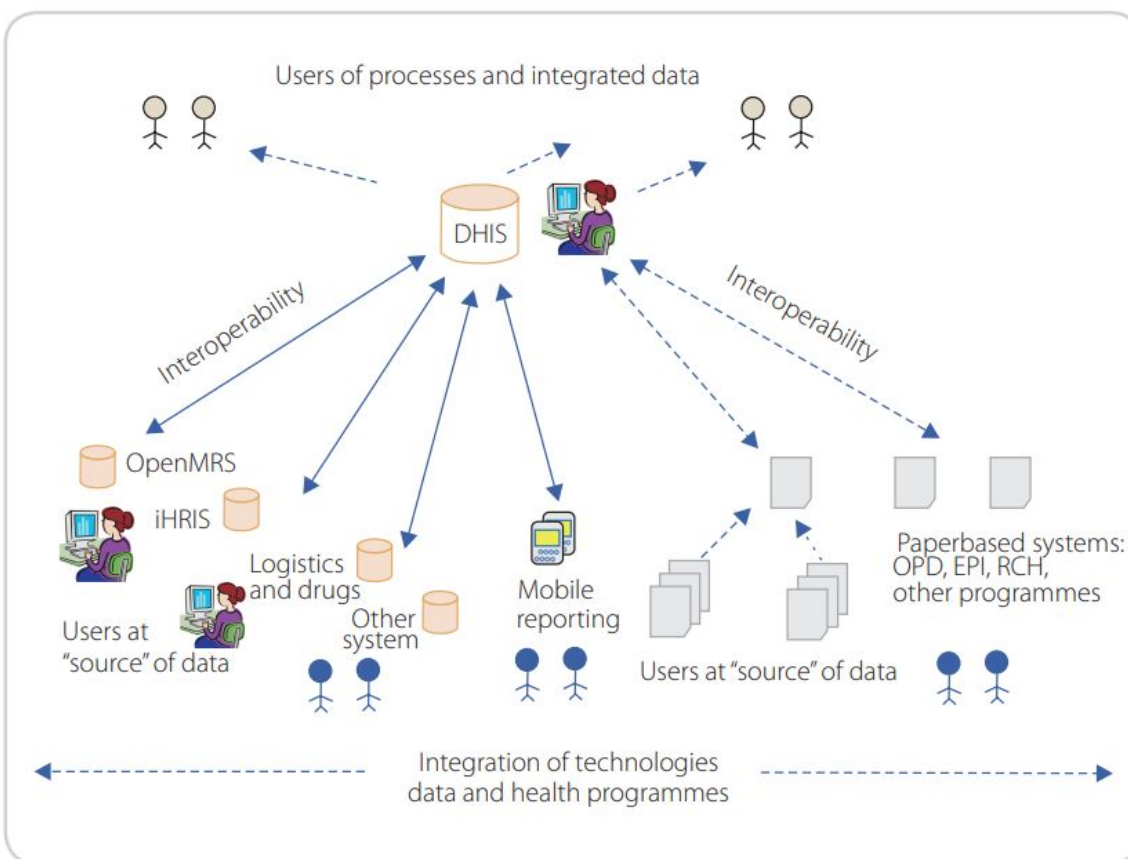 Users of processes and integrated data
DHIS
Interoperability
Interoperability
OpenMRS
iHRIS
Logistics
and drugs
Other
system
Mobile
reporting
Paperbased systems:
OPD, EPI, RCH,
other programmes
Users at
“source” of data
Users at “source” of data
Integration of technologies
data and health programmes